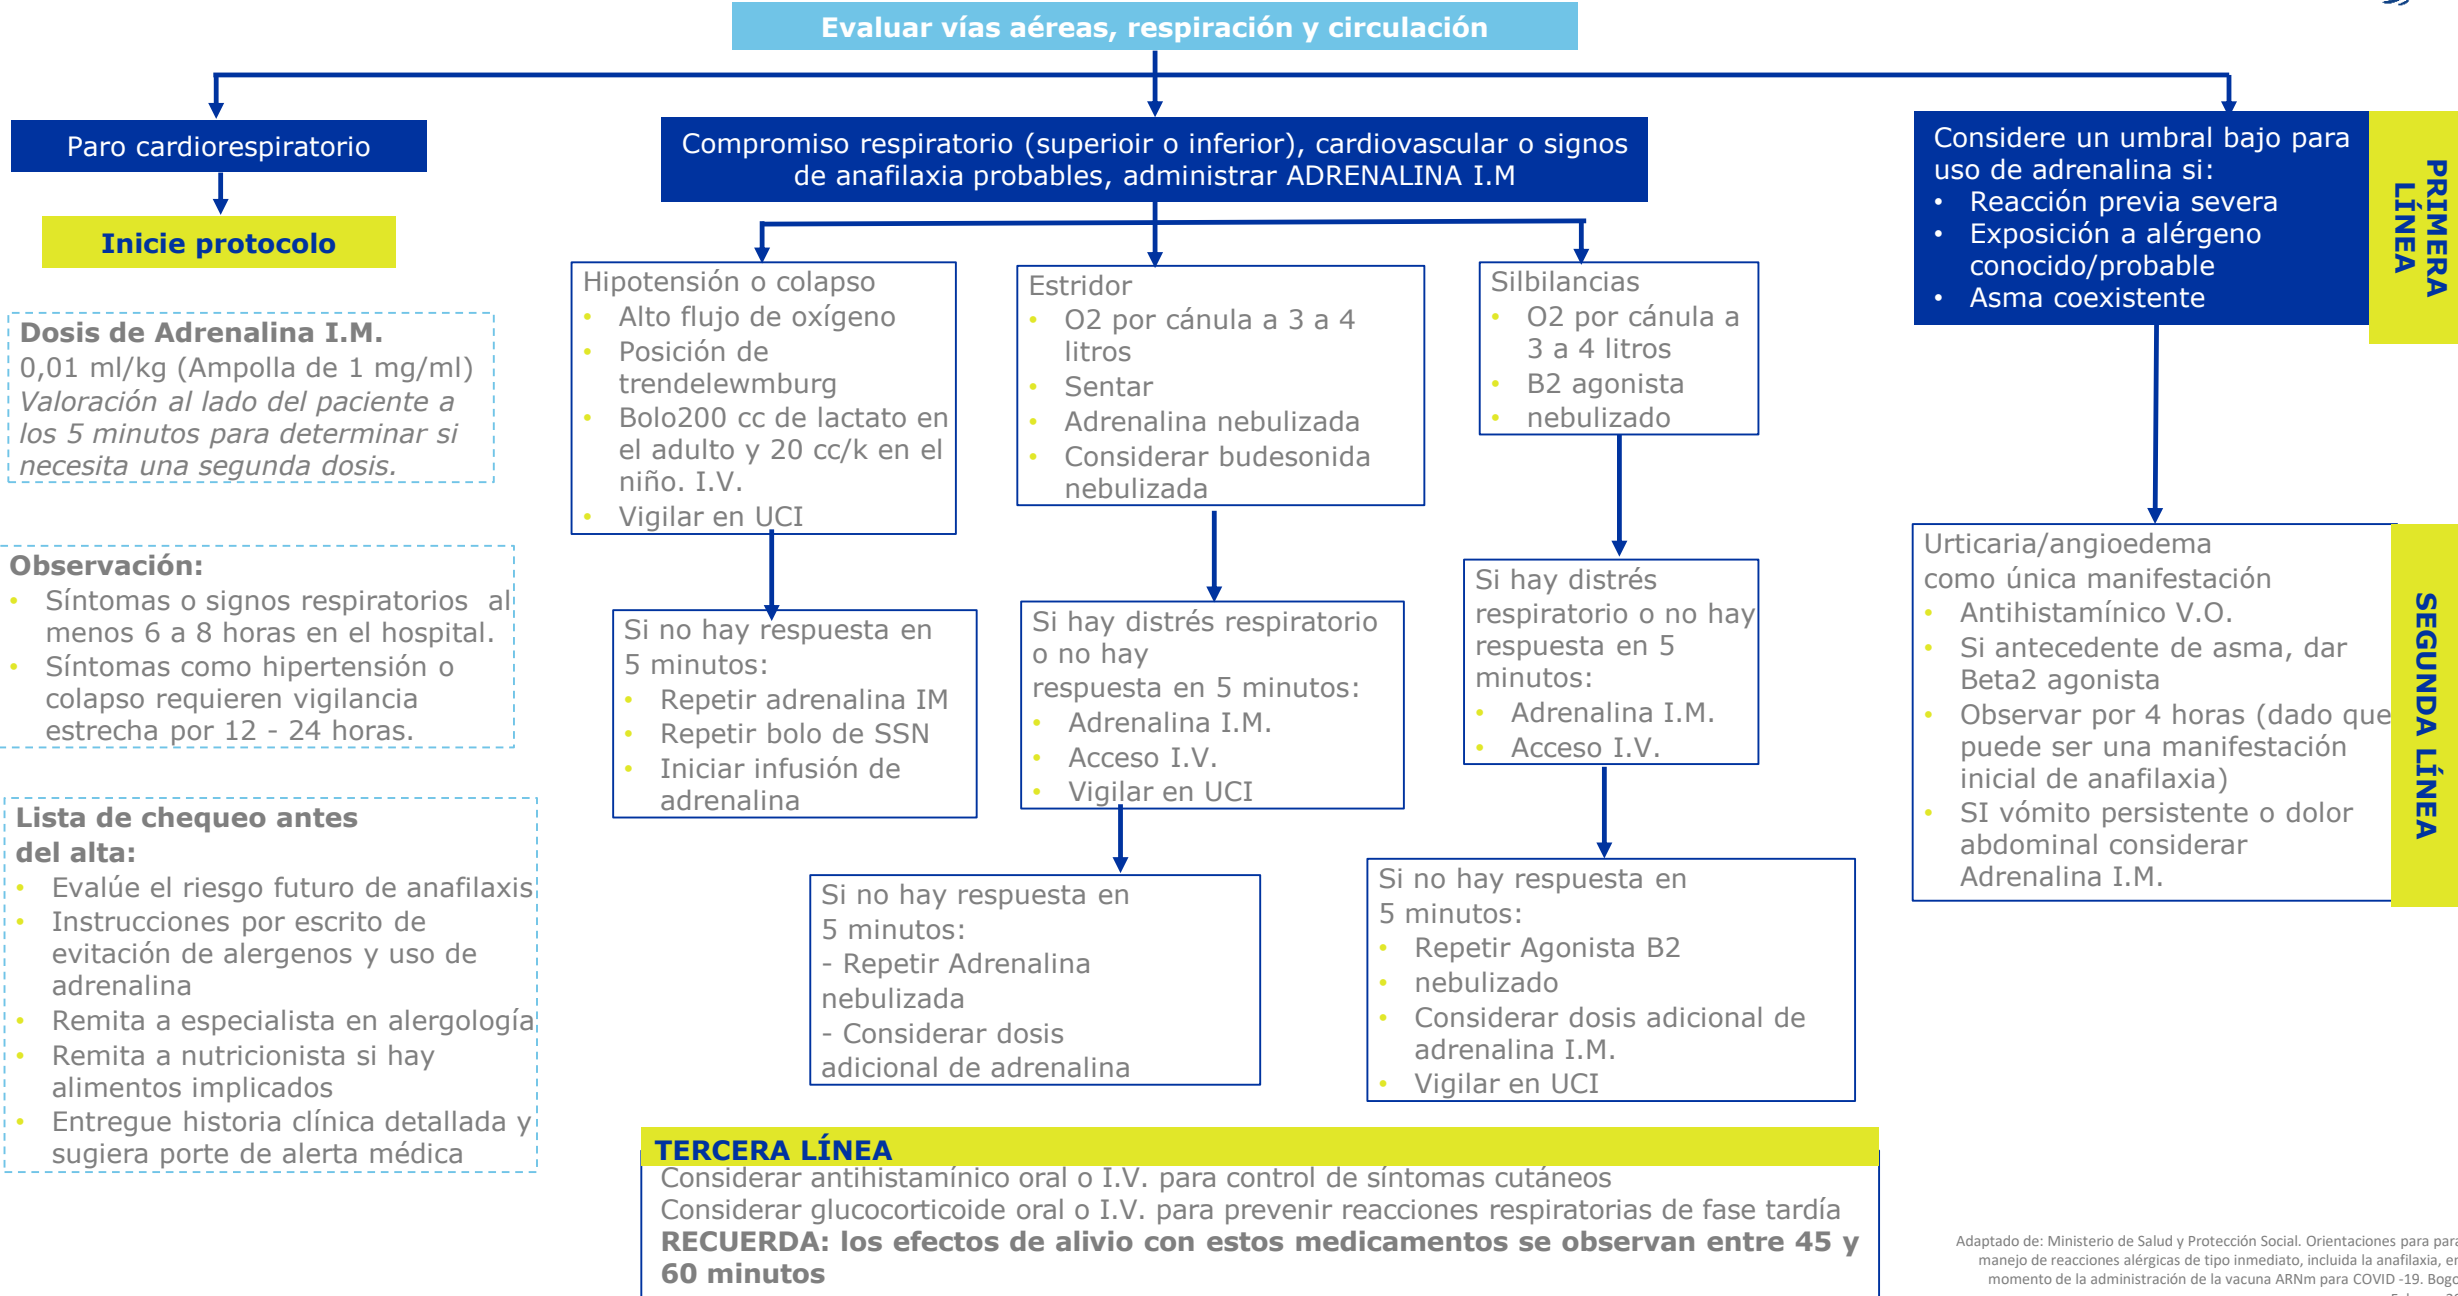 Evaluar vías aéreas, respiración y circulación
Paro cardiorespiratorio
Inicie protocolo
Dosis de Adrenalina I.M.
0,01 ml/kg (Ampolla de 1 mg/ml)
Valoración al lado del paciente a
los 5 minutos para determinar si
necesita una segunda dosis.
Observación:
• Síntomas o signos respiratorios al
menos 6 a 8 horas en el hospital.
• Síntomas como hipertensión o
colapso requieren vigilancia
estrecha por 12 - 24 horas.
Lista de chequeo antes
del alta:
• Evalúe el riesgo futuro de anafilaxis
• Instrucciones por escrito de
evitación de alergenos y uso de
adrenalina
• Remita a especialista en alergología
• Remita a nutricionista si hay
alimentos implicados
• Entregue historia clínica detallada y
sugiera porte de alerta médica
Compromiso respiratorio (superioir o inferior), cardiovascular o signos
de anafilaxia probables, administrar ADRENALINA I.M
Hipotensión o colapso
• Alto flujo de oxígeno
• Posición de
trendelewmburg
• Bolo200 cc de lactato en
el adulto y 20 cc/k en el
niño. I.V.
• Vigilar en UCI
Si no hay respuesta en
5 minutos:
• Repetir adrenalina IM
• Repetir bolo de SSN
• Iniciar infusión de
adrenalina
Estridor
• O2 por cánula a 3 a 4
litros
• Sentar
• Adrenalina nebulizada
• Considerar budesonida
nebulizada
Si hay distrés respiratorio
o no hay
respuesta en 5 minutos:
• Adrenalina I.M.
• Acceso I.V.
• Vigilar en UCI
Si no hay respuesta en
5 minutos:
- Repetir Adrenalina
nebulizada
- Considerar dosis
adicional de adrenalina
Silbilancias
• O2 por cánula a
3 a 4 litros
• B2 agonista
• nebulizado
Si hay distrés
respiratorio o no hay
respuesta en 5
minutos:
• Adrenalina I.M.
• Acceso I.V.
Si no hay respuesta en
5 minutos:
• Repetir Agonista B2
• nebulizado
• Considerar dosis adicional de
adrenalina I.M.
• Vigilar en UCI
Considere un umbral bajo para
uso de adrenalina si:
• Reacción previa severa
• Exposición a alérgeno
conocido/probable
• Asma coexistente
PRIMERA
LÍNEA
Urticaria/angioedema
como única manifestación
• Antihistamínico V.O.
• Si antecedente de asma, dar
Beta2 agonista
• Observar por 4 horas (dado que
puede ser una manifestación
inicial de anafilaxia)
• SI vómito persistente o dolor
abdominal considerar
Adrenalina I.M.
SEGUNDA LÍNEA
TERCERA LÍNEA
Considerar antihistamínico oral o I.V. para control de síntomas cutáneos
Considerar glucocorticoide oral o I.V. para prevenir reacciones respiratorias de fase tardía
RECUERDA: los efectos de alivio con estos medicamentos se observan entre 45 y
60 minutos
Adaptado de: Ministerio de Salud y Protección Social. Orientaciones para para
manejo de reacciones alérgicas de tipo inmediato, incluida la anafilaxia, en
momento de la administración de la vacuna ARNm para COVID -19. Bogo